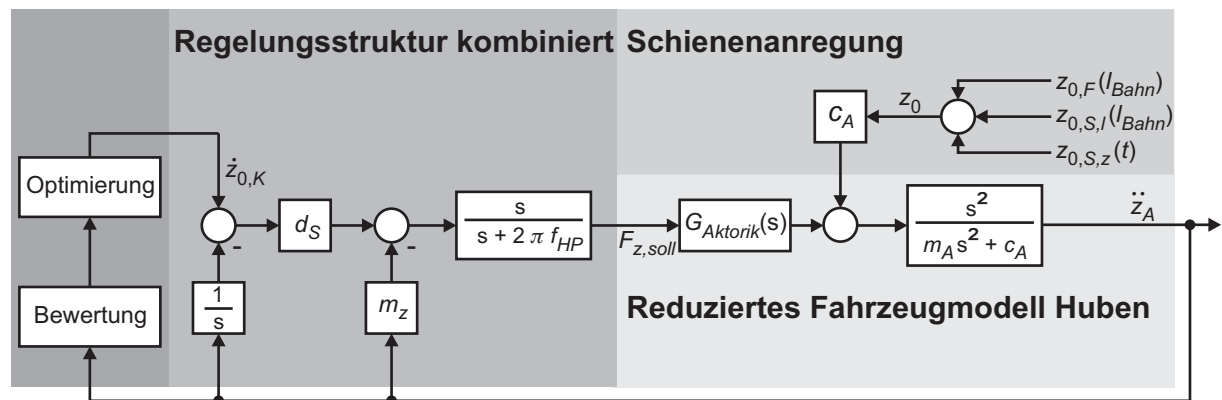 Regelungsstruktur kombiniert
Schienenanregung
z_{0,F}(l_{Bahn})
z_0
c_A
z_{0,S,l}(l_{Bahn})
z_{0,S,z}(t)
Optimierung
ż_{0,K}
d_S
-
-
s
s + 2 π f_{HP}
F_{z,soll}
G_{Aktorik}(s)
s²
m_A s² + c_A
z̈_A
Bewertung
1
s
m_z
Reduziertes Fahrzeugmodell Huben